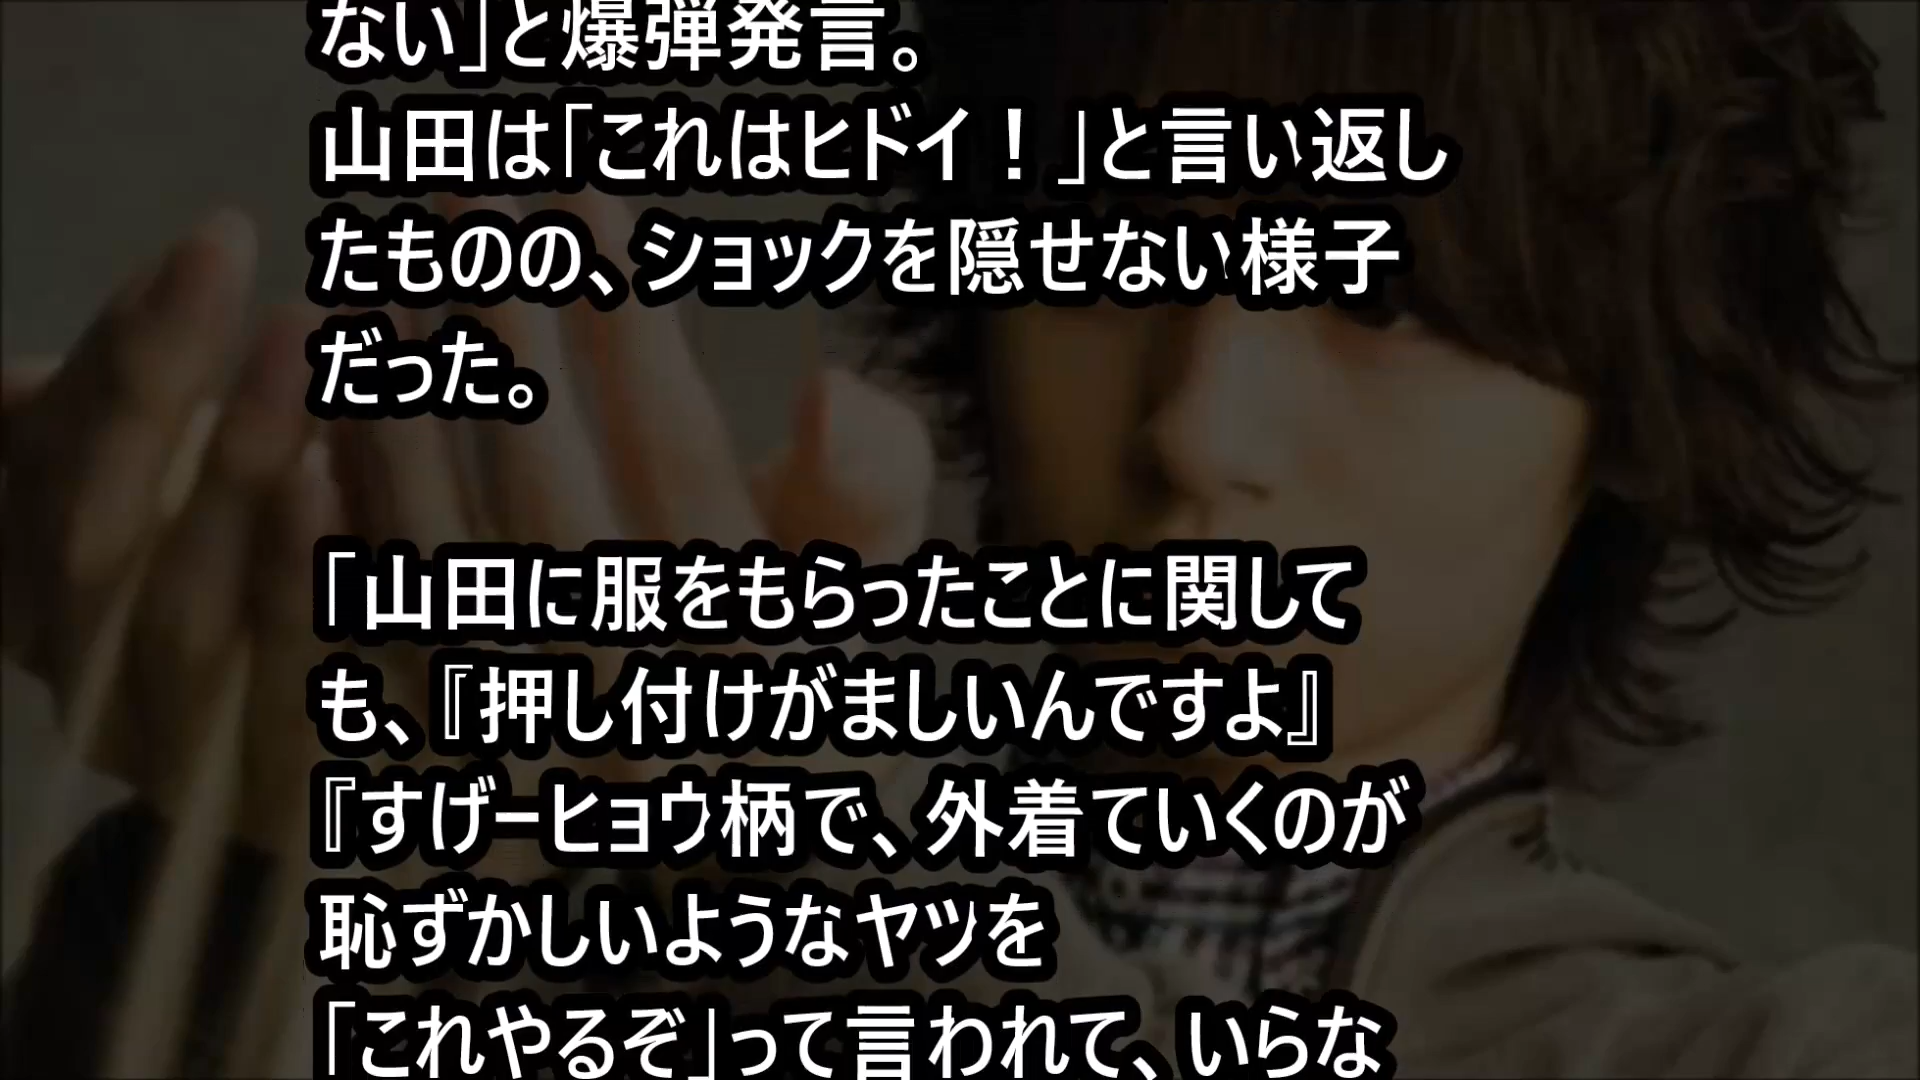 ない」と爆弾発言。
山田は「これはヒドイ！」と言い返し
たものの、ショックを隠せない様子
だった。
「山田に服をもらったことに関して
も、『押し付けがましいんですよ』
『すげーヒョウ柄で、外着ていくのが
恥ずかしいようなヤツを
「これやるぞ」って言われて、いらな